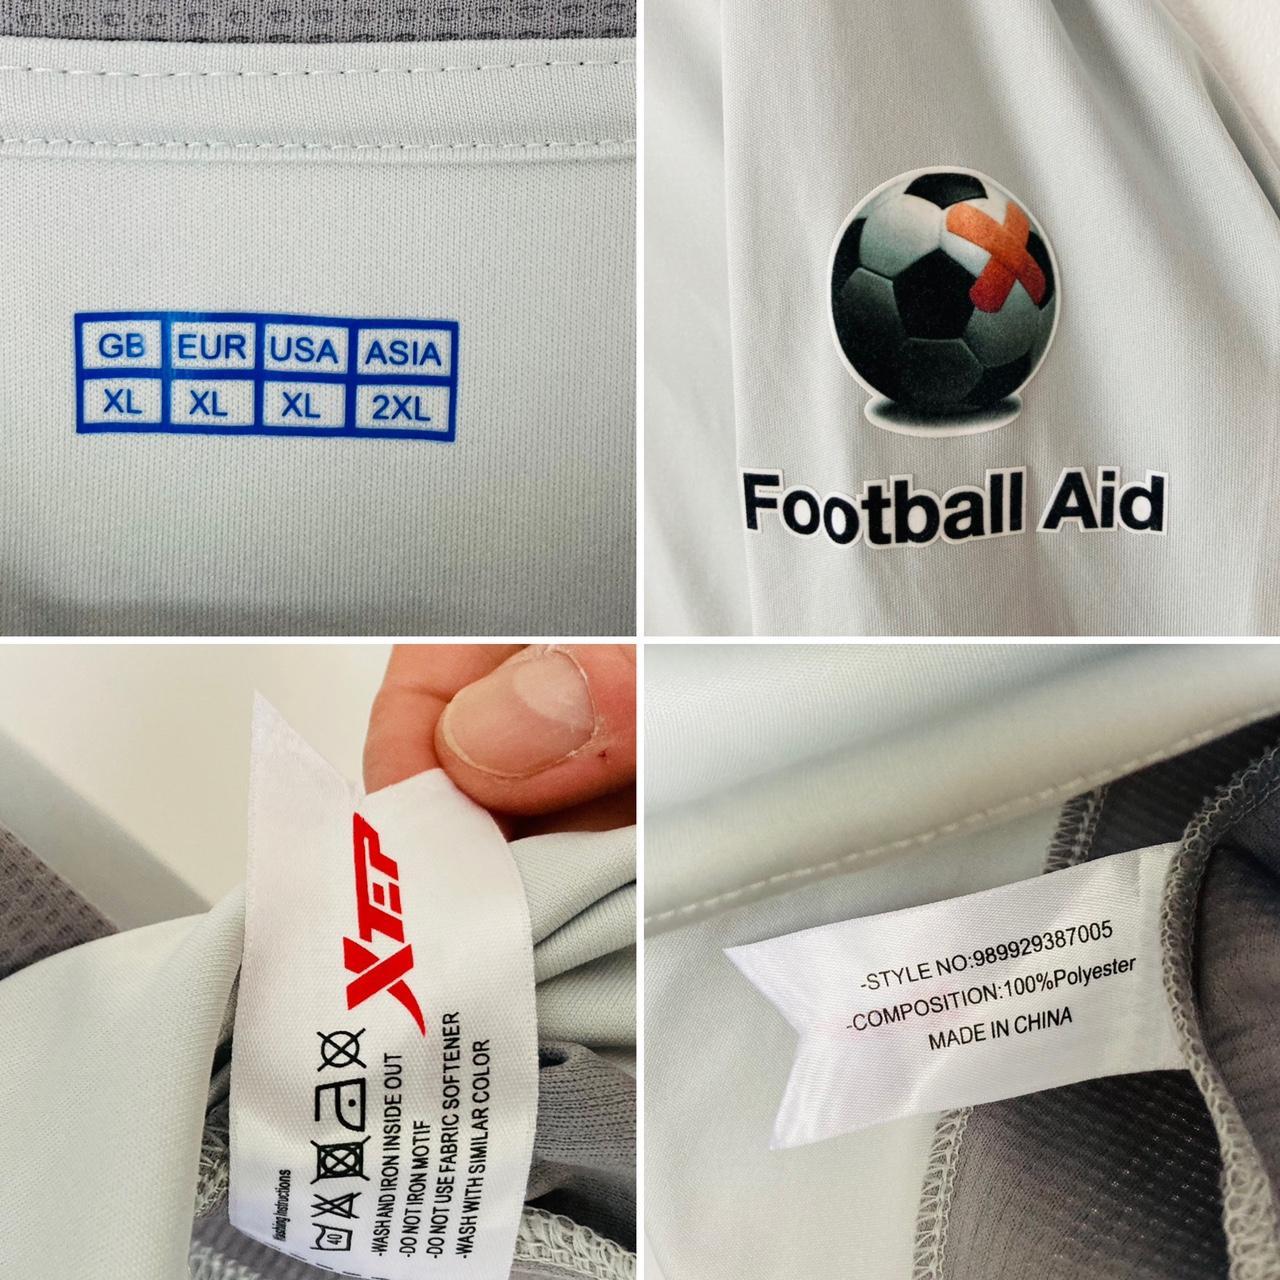 GB EUR USA ASIA
XL XL XL 2XL
Football Aid
XTEP
Washing Instructions
40
-WASH AND IRON INSIDE OUT
-DO NOT IRON MOTIF
-DO NOT USE FABRIC SOFTENER
-WASH WITH SIMILAR COLOR
-STYLE NO:989929387005
-COMPOSITION:100%Polyester
MADE IN CHINA